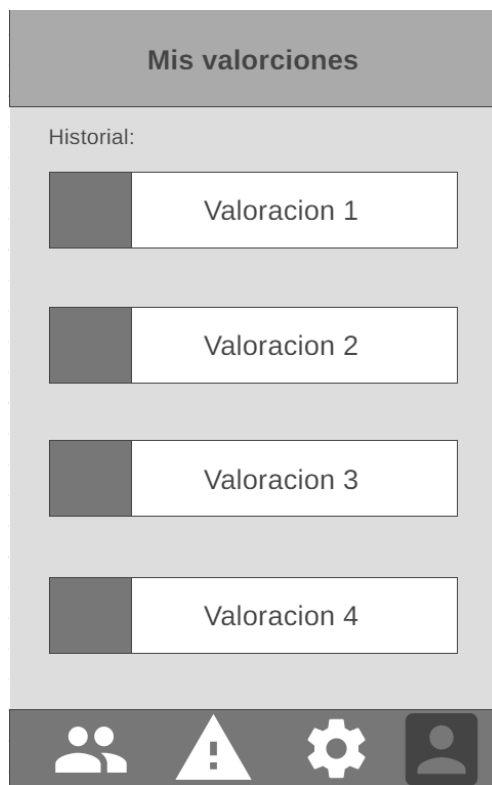 Mis valorciones
Historial:
Valoracion 1
Valoracion 2
Valoracion 3
Valoracion 4